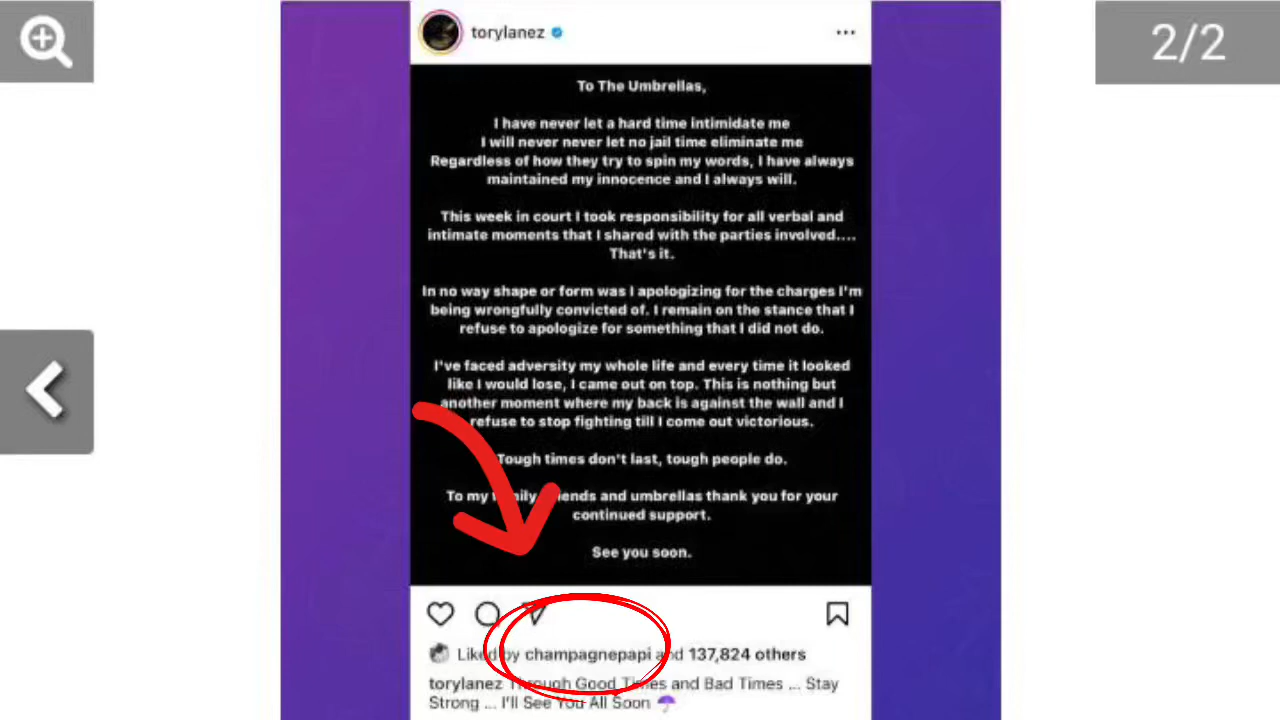 torylanez
2/2
To The Umbrellas,
I have never let a hard time intimidate me
I will never never let no jail time eliminate me
Regardless of how they try to spin my words, I have always
maintained my innocence and I always will.
This week in court I took responsibility for all verbal and
intimate moments that I shared with the parties involved....
That's it.
In no way shape or form was I apologizing for the charges I'm
being wrongfully convicted of. I remain on the stance that I
refuse to apologize for something that I did not do.
I've faced adversity my whole life and every time it looked
like I would lose, I came out on top. This is nothing but
another moment where my back is against the wall and I
refuse to stop fighting till I come out victorious.
Tough times don't last, tough people do.
To my family friends and umbrellas thank you for your
continued support.
See you soon.
Liked by champagnepapi and 137,824 others
torylanez Through Good Times and Bad Times ... Stay
Strong ... I'll See You All Soon ☂